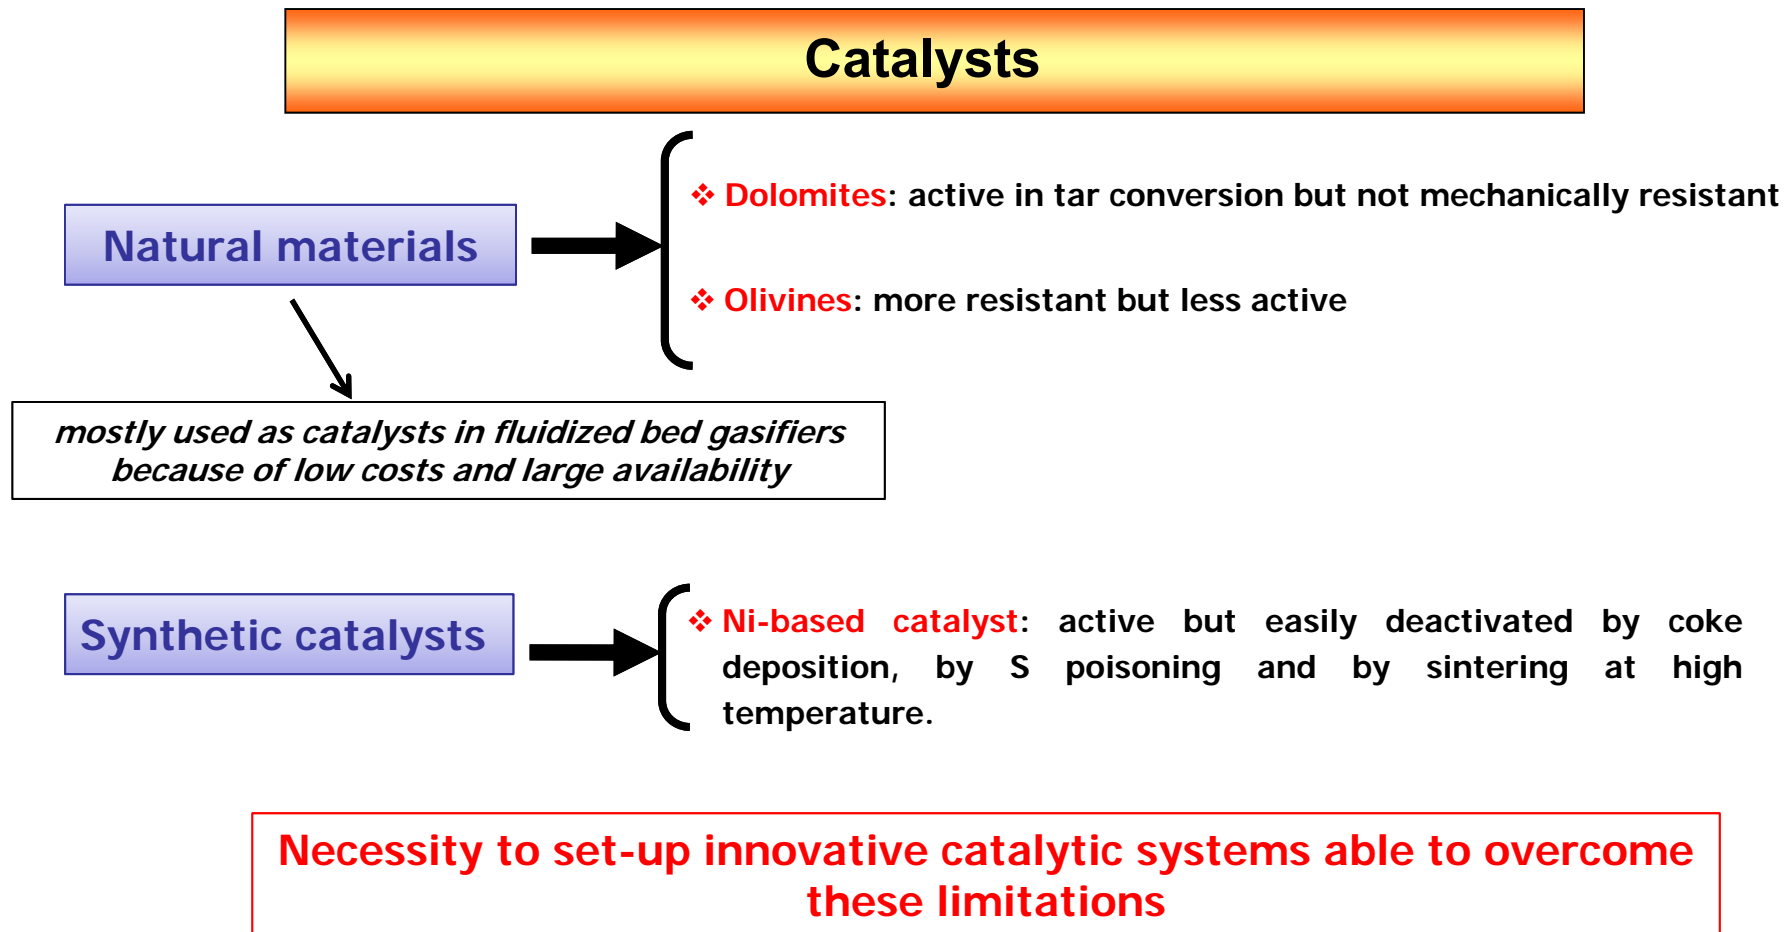 Catalysts
Natural materials
❖ Dolomites: active in tar conversion but not mechanically resistant
❖ Olivines: more resistant but less active
mostly used as catalysts in fluidized bed gasifiers
because of low costs and large availability
Synthetic catalysts
❖ Ni-based catalyst: active but easily deactivated by coke
deposition, by S poisoning and by sintering at high
temperature.
Necessity to set-up innovative catalytic systems able to overcome
these limitations